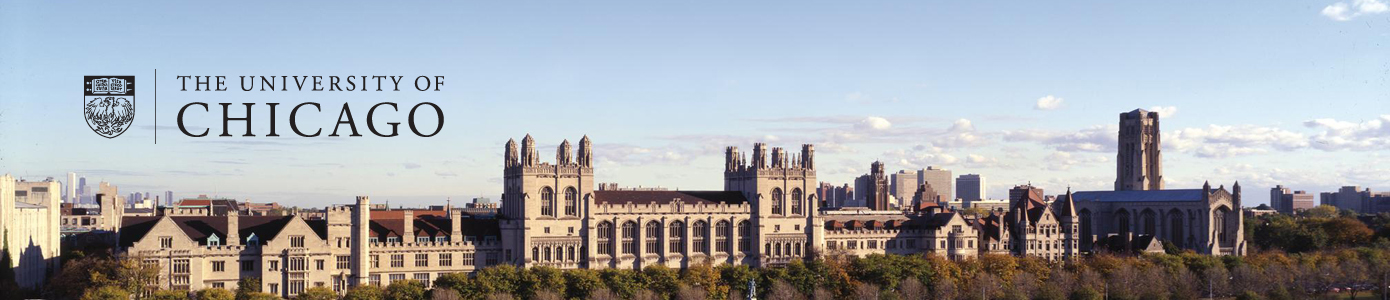 THE UNIVERSITY OF
CHICAGO